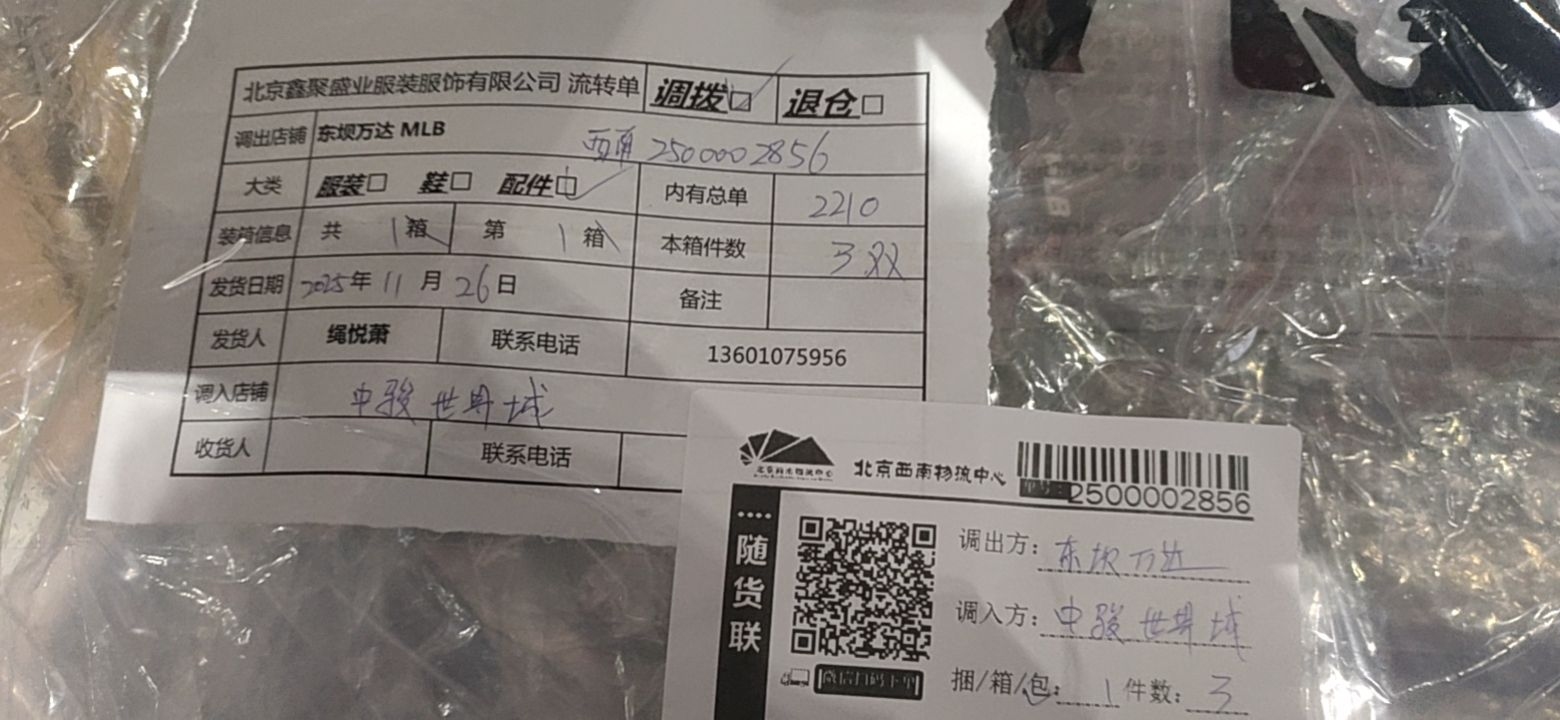 北京鑫聚盛业服装服饰有限公司 流转单 调拨☑ 退仓□
调出店铺 东坝万达 MLB 西南 2500002856
大类 服装□ 鞋□ 配件☑ 内有总单 2210
装箱信息 共 1 箱 第 1 箱 本箱件数 3双
发货日期 2025年 11 月 26日 备注
发货人 绳悦萧 联系电话 13601075956
调入店铺 中骏世界城
收货人 联系电话
北京西南物流中心
单号: 2500002856
随货联
调出方: 东坝万达
调入方: 中骏世界城
捆/箱/包: 1 件数: 3